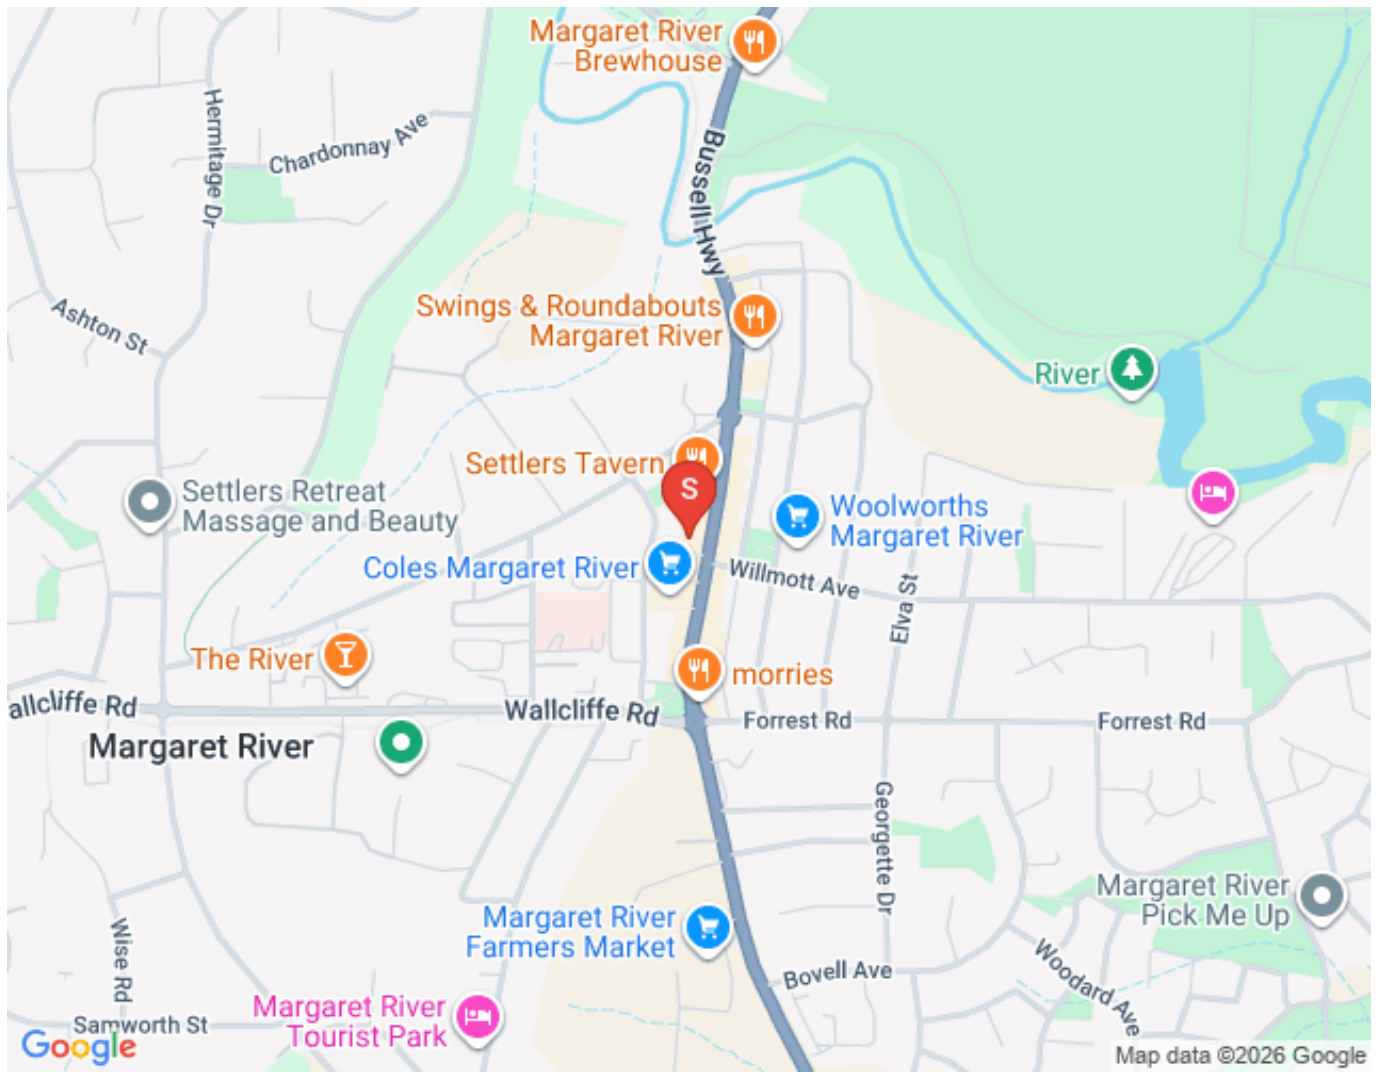 Margaret River
Brewhouse
Hermitage Dr
Chardonnay Ave
Bussell Hwy
Ashton St
Swings & Roundabouts
Margaret River
River
Settlers Tavern
S
Settlers Retreat
Massage and Beauty
Woolworths
Margaret River
Coles Margaret River
Willmott Ave
Elva St
The River
morries
allcliffe Rd
Wallcliffe Rd
Forrest Rd
Forrest Rd
Margaret River
Georgette Dr
Margaret River
Pick Me Up
Margaret River
Farmers Market
Wise Rd
Bovell Ave
Woodard Ave
Margaret River
Tourist Park
Samworth St
Google
Map data ©2026 Google